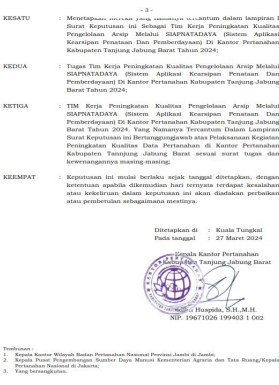 - 3 -
KESATU : Menetapkan mereka yang namanya tercantum dalam lampiran I
Surat Keputusan ini Sebagai Tim Kerja Peningkatan Kualitas
Pengelolaan Arsip Melalui SIAPNATADAYA (Sistem Aplikasi
Kearsipan Penataan Dan Pemberdayaan) Di Kantor Pertanahan
Kabupaten Tanjung Jabung Barat Tahun 2024;
KEDUA : Tugas Tim Kerja Peningkatan Kualitas Pengelolaan Arsip Melalui
SIAPNATADAYA (Sistem Aplikasi Kearsipan Penataan Dan
Pemberdayaan) Di Kantor Pertanahan Kabupaten Tanjung Jabung
Barat Tahun 2024;
KETIGA : TIM Kerja Peningkatan Kualitas Pengelolaan Arsip Melalui
SIAPNATADAYA (Sistem Aplikasi Kearsipan Penataan Dan
Pemberdayaan) Di Kantor Pertanahan Kabupaten Tanjung Jabung
Barat Tahun 2024. Yang Namanya Tercantum Dalam Lampiran
Surat Keputusan ini Bertanggungjawab atas Pelaksanaan Kegiatan
Peningkatan Kualitas Data Pertanahan di Kantor Pertanahan
Kabupaten Tannjung Jabung Barat sesuai surat tugas dan
kewenangannya masing-masing;
KEEMPAT : Keputusan ini mulai berlaku sejak tanggal ditetapkan, dengan
ketentuan apabila dikemudian hari ternyata terdapat kesalahan
atau kekeliruan dalam keputusan ini akan diadakan perbaikan
atau pembetulan sebagaimana mestinya.
Ditetapkan di : Kuala Tungkal
Pada tanggal : 27 Maret 2024
Kepala Kantor Pertanahan
Kabupaten Tanjung Jabung Barat
Huspida, S.H.,M.H.
NIP. 19671026 199403 1 002
Tembusan :
1. Kepala Kantor Wilayah Badan Pertanahan Nasional Provinsi Jambi di Jambi;
2. Kepala Pusat Pengembangan Sumber Daya Manusi Kementerian Agraria dan Tata Ruang/Kepala
Pertanahan Nasional di Jakarta;
3. Yang bersangkutan.